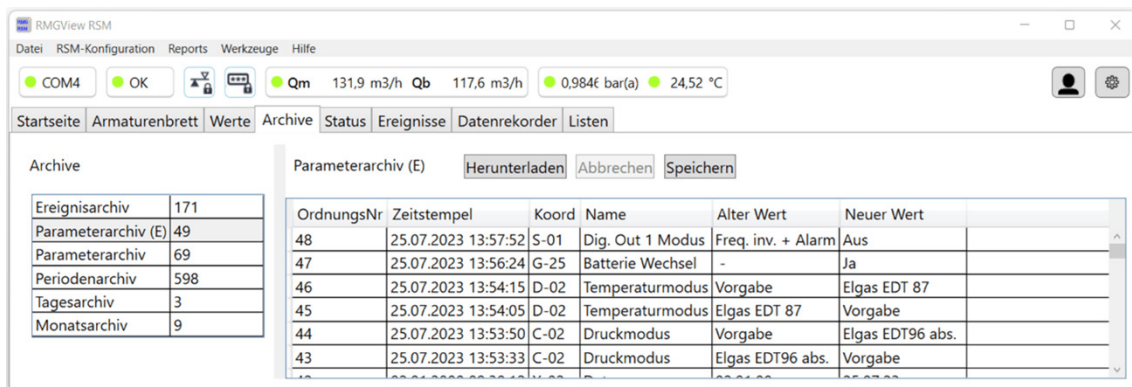 RMGView RSM
Datei RSM-Konfiguration Reports Werkzeuge Hilfe
COM4 OK Qm 131,9 m3/h Qb 117,6 m3/h 0,984€ bar(a) 24,52 °C
Startseite Armaturenbrett Werte Archive Status Ereignisse Datenrekorder Listen
Archive Parameterarchiv (E) Herunterladen Abbrechen Speichern
Ereignisarchiv 171
Parameterarchiv (E) 49
Parameterarchiv 69
Periodenarchiv 598
Tagesarchiv 3
Monatsarchiv 9
OrdnungsNr Zeitstempel Koord Name Alter Wert Neuer Wert
48 25.07.2023 13:57:52 S-01 Dig. Out 1 Modus Freq. inv. + Alarm Aus
47 25.07.2023 13:56:24 G-25 Batterie Wechsel - Ja
46 25.07.2023 13:54:15 D-02 Temperaturmodus Vorgabe Elgas EDT 87
45 25.07.2023 13:54:05 D-02 Temperaturmodus Elgas EDT 87 Vorgabe
44 25.07.2023 13:53:50 C-02 Druckmodus Vorgabe Elgas EDT96 abs.
43 25.07.2023 13:53:33 C-02 Druckmodus Elgas EDT96 abs. Vorgabe